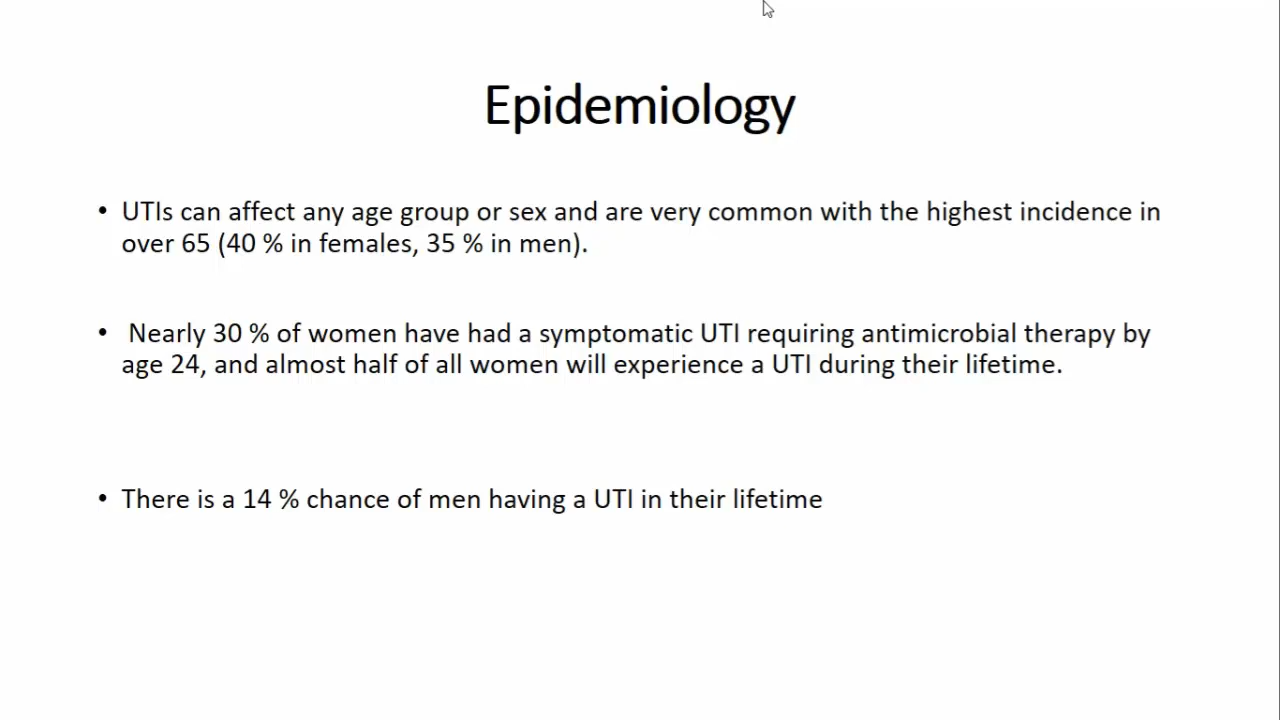 Epidemiology
• UTIs can affect any age group or sex and are very common with the highest incidence in
over 65 (40 % in females, 35 % in men).
• Nearly 30 % of women have had a symptomatic UTI requiring antimicrobial therapy by
age 24, and almost half of all women will experience a UTI during their lifetime.
• There is a 14 % chance of men having a UTI in their lifetime